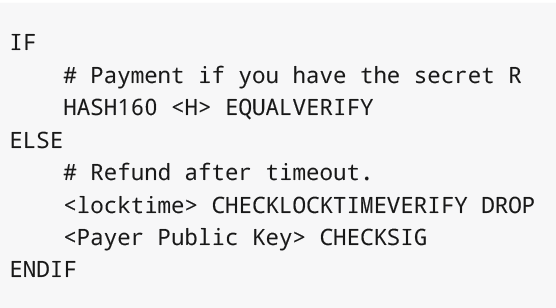 IF
# Payment if you have the secret R
HASH160 <H> EQUALVERIFY
ELSE
# Refund after timeout.
<locktime> CHECKLOCKTIMEVERIFY DROP
<Payer Public Key> CHECKSIG
ENDIF